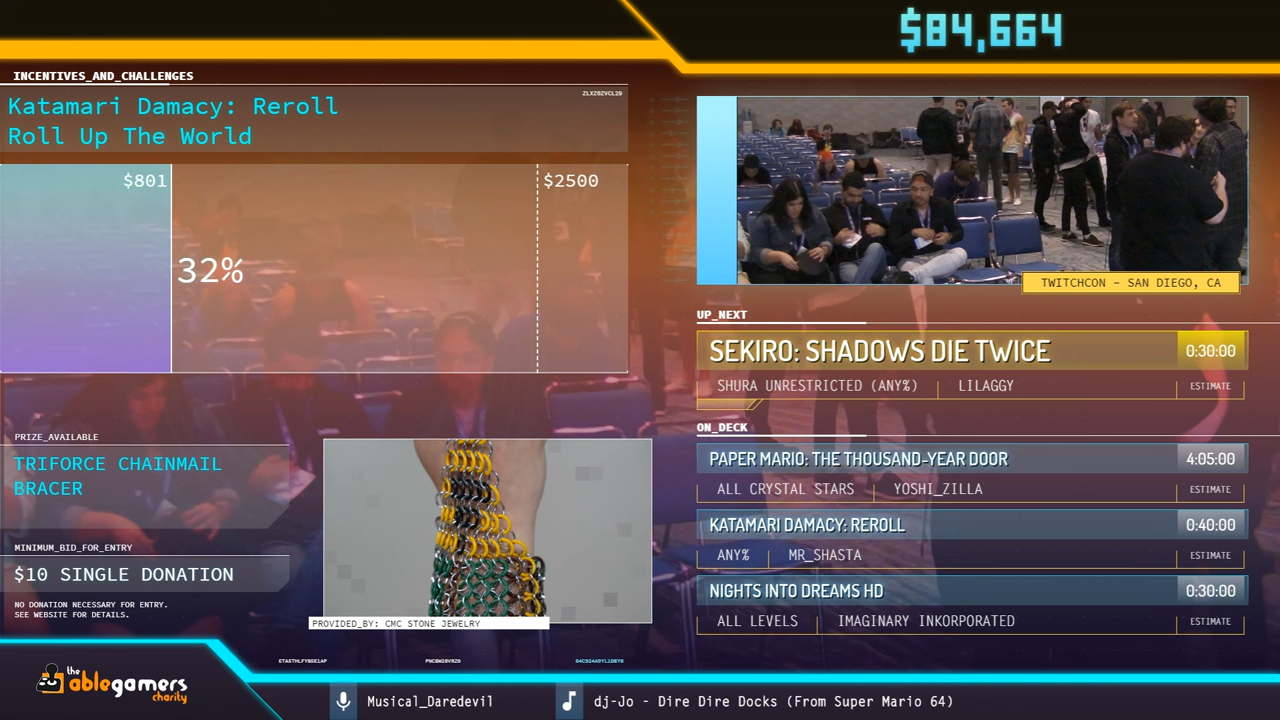 $84,664
INCENTIVES_AND_CHALLENGES
Katamari Damacy: Reroll
Roll Up The World
$801
$2500
32%
TWITCHCON - SAN DIEGO, CA
UP_NEXT
SEKIRO: SHADOWS DIE TWICE
0:30:00
SHURA UNRESTRICTED (ANY%)
LILAGGY
ESTIMATE
ON_DECK
PAPER MARIO: THE THOUSAND-YEAR DOOR
4:05:00
ALL CRYSTAL STARS
YOSHI_ZILLA
ESTIMATE
KATAMARI DAMACY: REROLL
0:40:00
ANY%
MR_SHASTA
ESTIMATE
NIGHTS INTO DREAMS HD
0:30:00
ALL LEVELS
IMAGINARY INKORPORATED
ESTIMATE
PRIZE_AVAILABLE
TRIFORCE CHAINMAIL
BRACER
MINIMUM_BID_FOR_ENTRY
$10 SINGLE DONATION
NO DONATION NECESSARY FOR ENTRY.
SEE WEBSITE FOR DETAILS.
PROVIDED_BY: CMC STONE JEWELRY
the
ablegamers
charity
Musical_Daredevil
dj-Jo - Dire Dire Docks (From Super Mario 64)